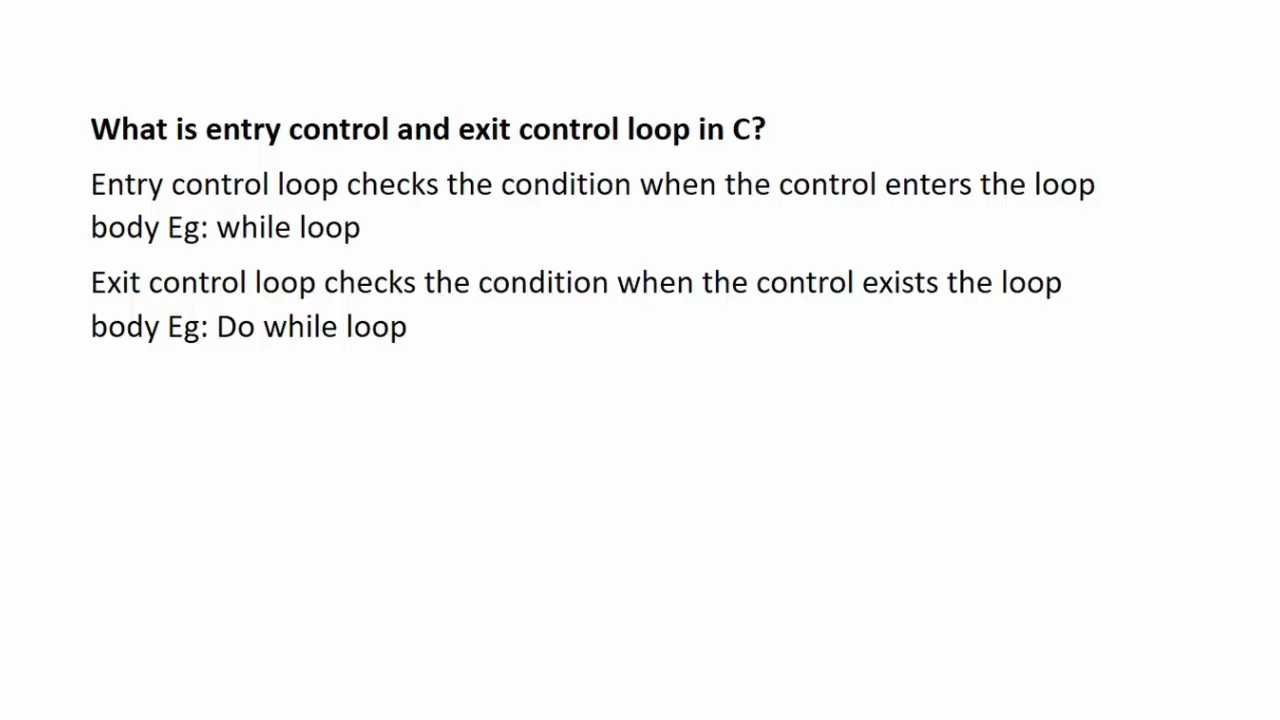 What is entry control and exit control loop in C?
Entry control loop checks the condition when the control enters the loop
body Eg: while loop
Exit control loop checks the condition when the control exists the loop
body Eg: Do while loop